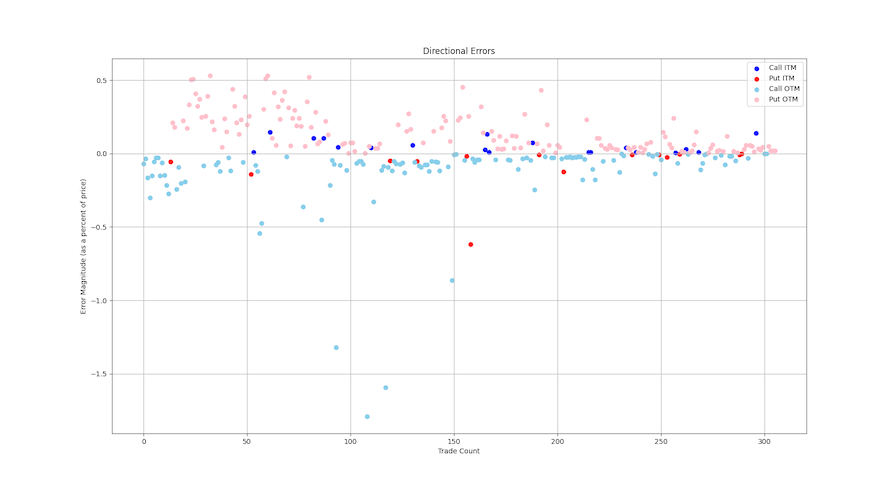 Directional Errors
Call ITM
Put ITM
Call OTM
Put OTM
Error Magnitude (as a percent of price)
0.5
0.0
−0.5
−1.0
−1.5
0
50
100
150
200
250
300
Trade Count